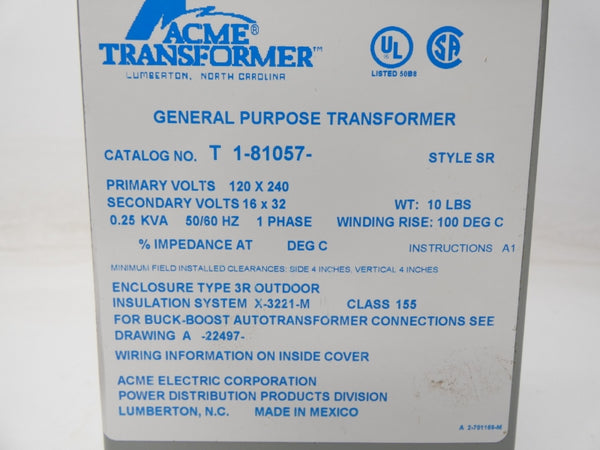 ACME®
TRANSFORMER™
LUMBERTON, NORTH CAROLINA
UL
LISTED 50B8
SA
GENERAL PURPOSE TRANSFORMER
CATALOG NO. T 1-81057- STYLE SR
PRIMARY VOLTS 120 X 240
SECONDARY VOLTS 16 x 32 WT: 10 LBS
0.25 KVA 50/60 HZ 1 PHASE WINDING RISE: 100 DEG C
% IMPEDANCE AT DEG C INSTRUCTIONS A1
MINIMUM FIELD INSTALLED CLEARANCES: SIDE 4 INCHES, VERTICAL 4 INCHES
ENCLOSURE TYPE 3R OUTDOOR
INSULATION SYSTEM X-3221-M CLASS 155
FOR BUCK-BOOST AUTOTRANSFORMER CONNECTIONS SEE
DRAWING A -22497-
WIRING INFORMATION ON INSIDE COVER
ACME ELECTRIC CORPORATION
POWER DISTRIBUTION PRODUCTS DIVISION
LUMBERTON, N.C. MADE IN MEXICO